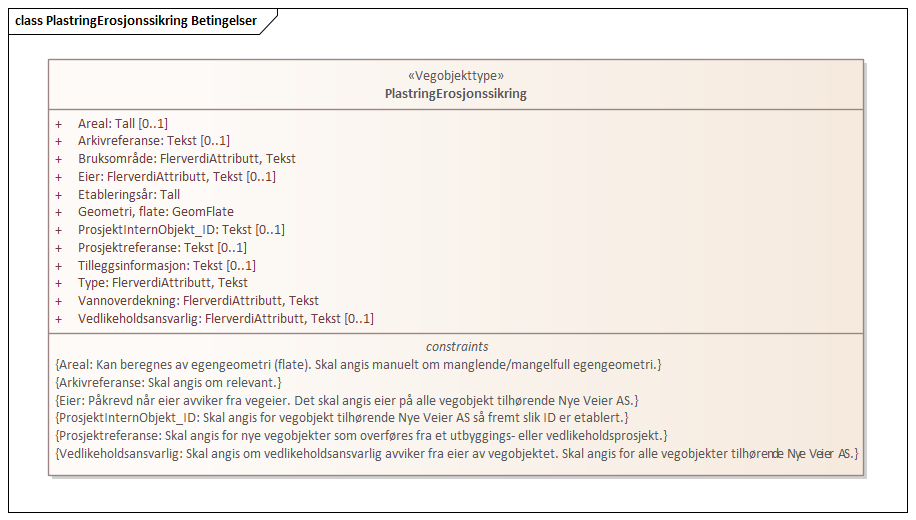 class PlastringErosjonssikring Betingelser
«Vegobjekttype»
PlastringErosjonssikring
+ Areal: Tall [0..1]
+ Arkivreferanse: Tekst [0..1]
+ Bruksområde: FlerverdiAttributt, Tekst
+ Eier: FlerverdiAttributt, Tekst [0..1]
+ Etableringsår: Tall
+ Geometri, flate: GeomFlate
+ ProsjektInternObjekt_ID: Tekst [0..1]
+ Prosjektreferanse: Tekst [0..1]
+ Tilleggsinformasjon: Tekst [0..1]
+ Type: FlerverdiAttributt, Tekst
+ Vannoverdekning: FlerverdiAttributt, Tekst
+ Vedlikeholdsansvarlig: FlerverdiAttributt, Tekst [0..1]
constraints
{Areal: Kan beregnes av egengeometri (flate). Skal angis manuelt om manglende/mangelfull egengeometri.}
{Arkivreferanse: Skal angis om relevant.}
{Eier: Påkrevd når eier avviker fra vegeier. Det skal angis eier på alle vegobjekt tilhørende Nye Veier AS.}
{ProsjektInternObjekt_ID: Skal angis for vegobjekt tilhørende Nye Veier AS så fremt slik ID er etablert.}
{Prosjektreferanse: Skal angis for nye vegobjekter som overføres fra et utbyggings- eller vedlikeholdsprosjekt.}
{Vedlikeholdsansvarlig: Skal angis om vedlikeholdsansvarlig avviker fra eier av vegobjektet. Skal angis for alle vegobjekter tilhørende Nye Veier AS.}